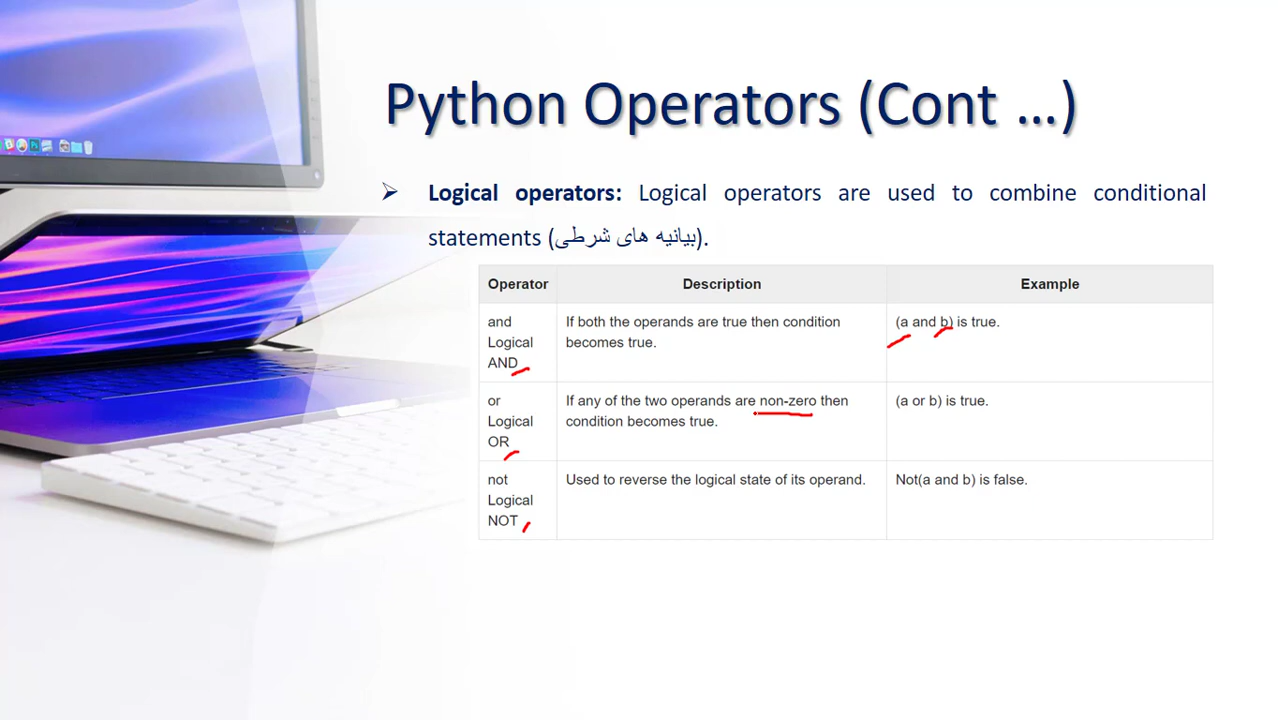 Python Operators (Cont ...)
➢ Logical operators: Logical operators are used to combine conditional
statements (بیانیه های شرطی).
Operator Description Example
and If both the operands are true then condition (a and b) is true.
Logical becomes true.
AND
or If any of the two operands are non-zero then (a or b) is true.
Logical condition becomes true.
OR
not Used to reverse the logical state of its operand. Not(a and b) is false.
Logical
NOT